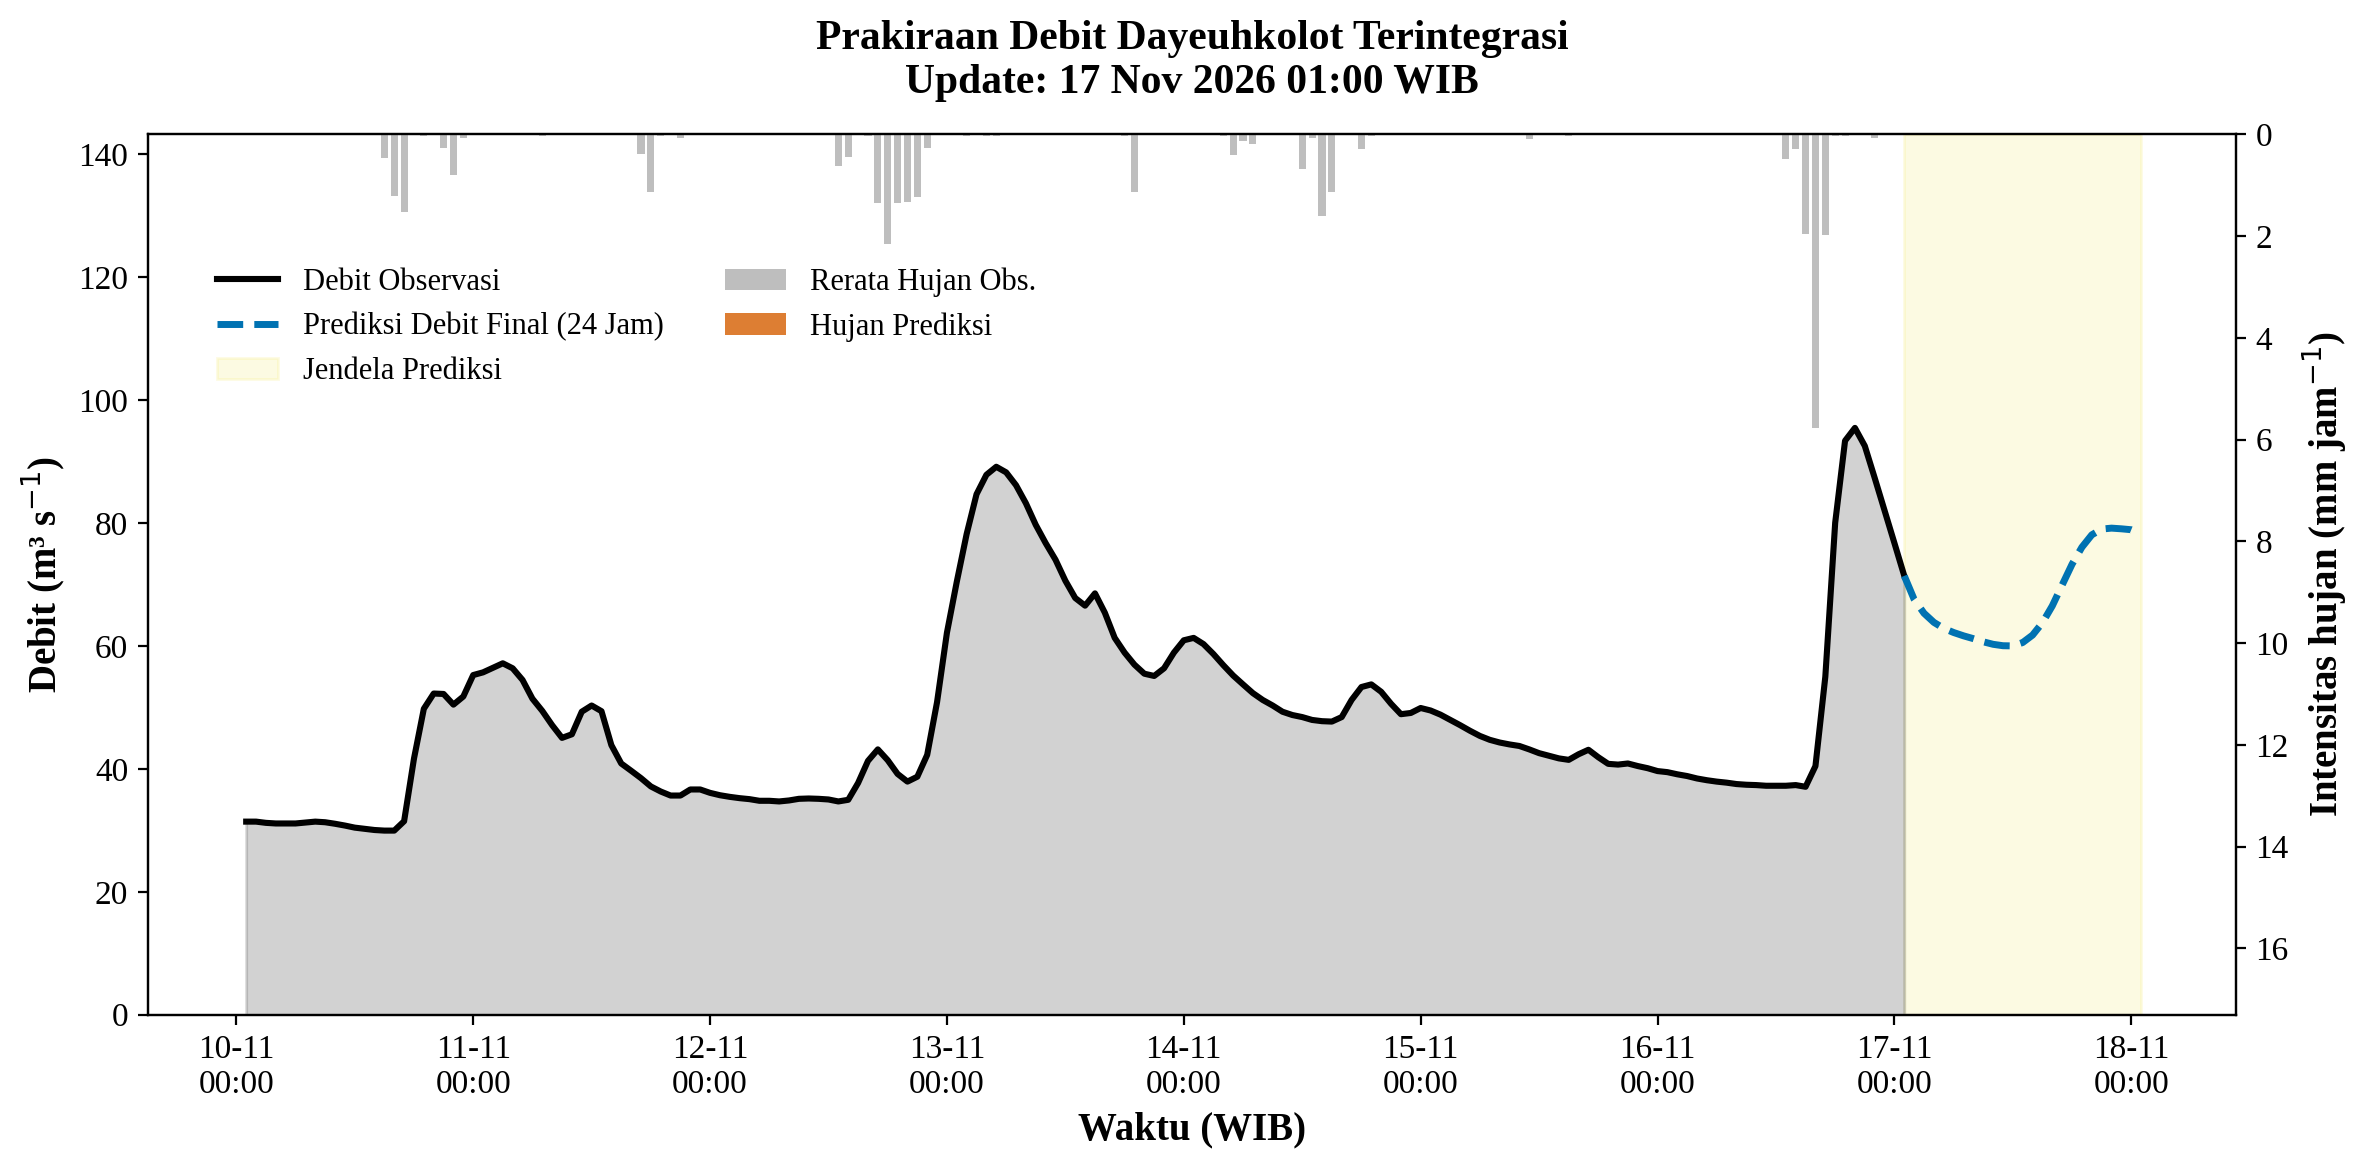 Prakiraan Debit Dayeuhkolot Terintegrasi
Update: 17 Nov 2026 01:00 WIB
Debit Observasi
Prediksi Debit Final (24 Jam)
Jendela Prediksi
Rerata Hujan Obs.
Hujan Prediksi
Debit (m³ s⁻¹)
140
120
100
80
60
40
20
0
Intensitas hujan (mm jam⁻¹)
0
2
4
6
8
10
12
14
16
10-11 11-11 12-11 13-11 14-11 15-11 16-11 17-11 18-11
00:00 00:00 00:00 00:00 00:00 00:00 00:00 00:00 00:00
Waktu (WIB)